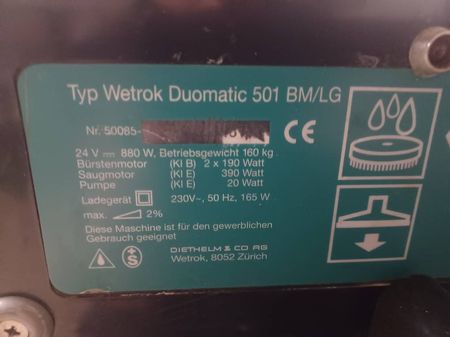 Typ Wetrok Duomatic 501 BM/LG
Nr. 50085-
CE
24 V ⎓ 880 W, Betriebsgewicht 160 kg
Bürstenmotor (Kl B) 2 x 190 Watt
Saugmotor (Kl E) 390 Watt
Pumpe (Kl E) 20 Watt
Ladegerät 230V~, 50 Hz, 165 W
max. 2%
Diese Maschine ist für den gewerblichen
Gebrauch geeignet
DIETHELM & CO AG
Wetrok, 8052 Zürich
+S